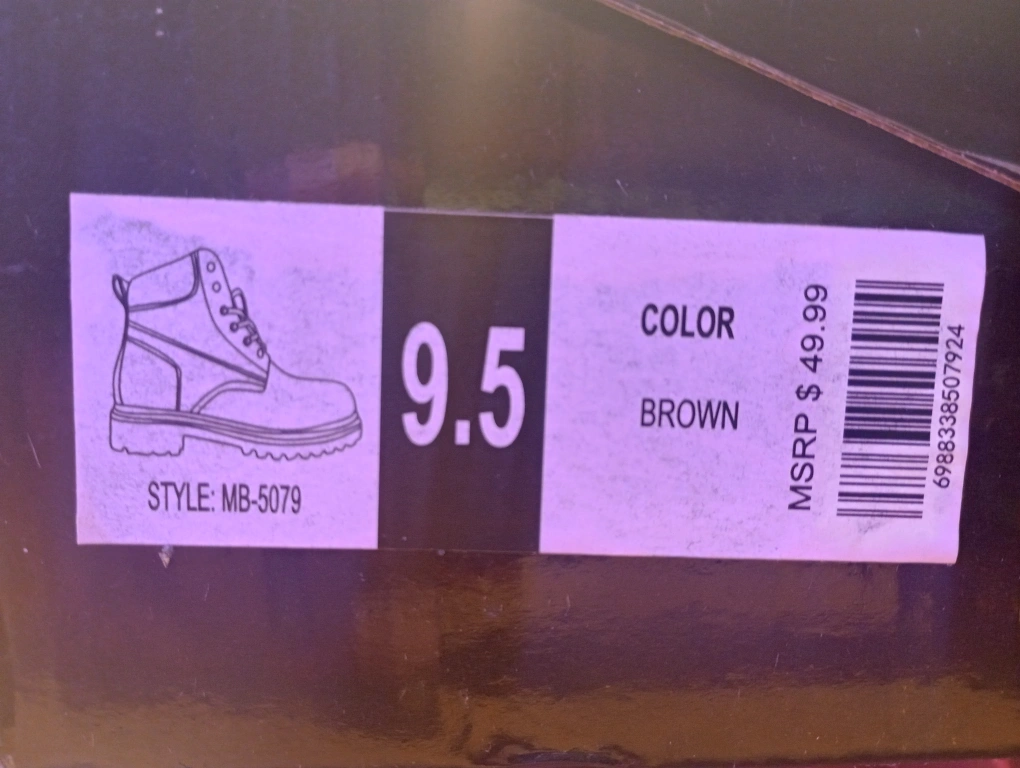 STYLE: MB-5079
9.5
COLOR
BROWN
MSRP $ 49.99
6988338507924